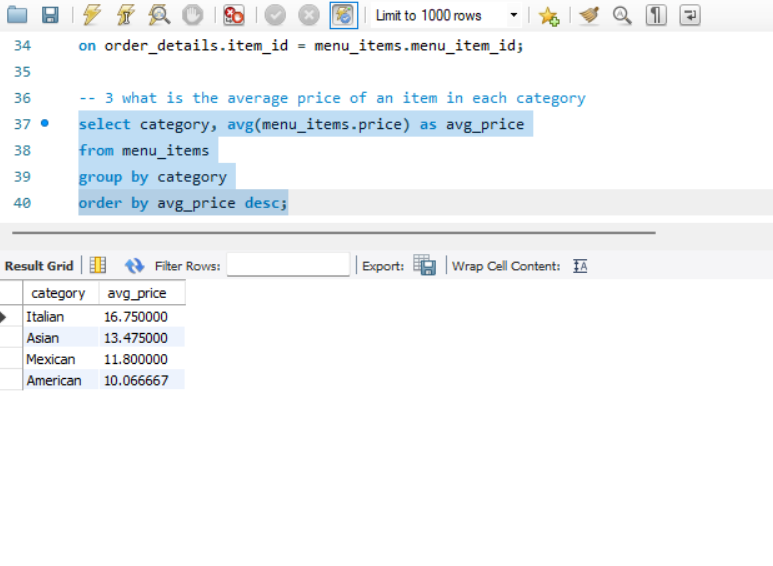 Limit to 1000 rows
34 on order_details.item_id = menu_items.menu_item_id;
35
36 -- 3 what is the average price of an item in each category
37 select category, avg(menu_items.price) as avg_price
38 from menu_items
39 group by category
40 order by avg_price desc;
Result Grid Filter Rows: Export: Wrap Cell Content: IA
category avg_price
Italian 16.750000
Asian 13.475000
Mexican 11.800000
American 10.066667